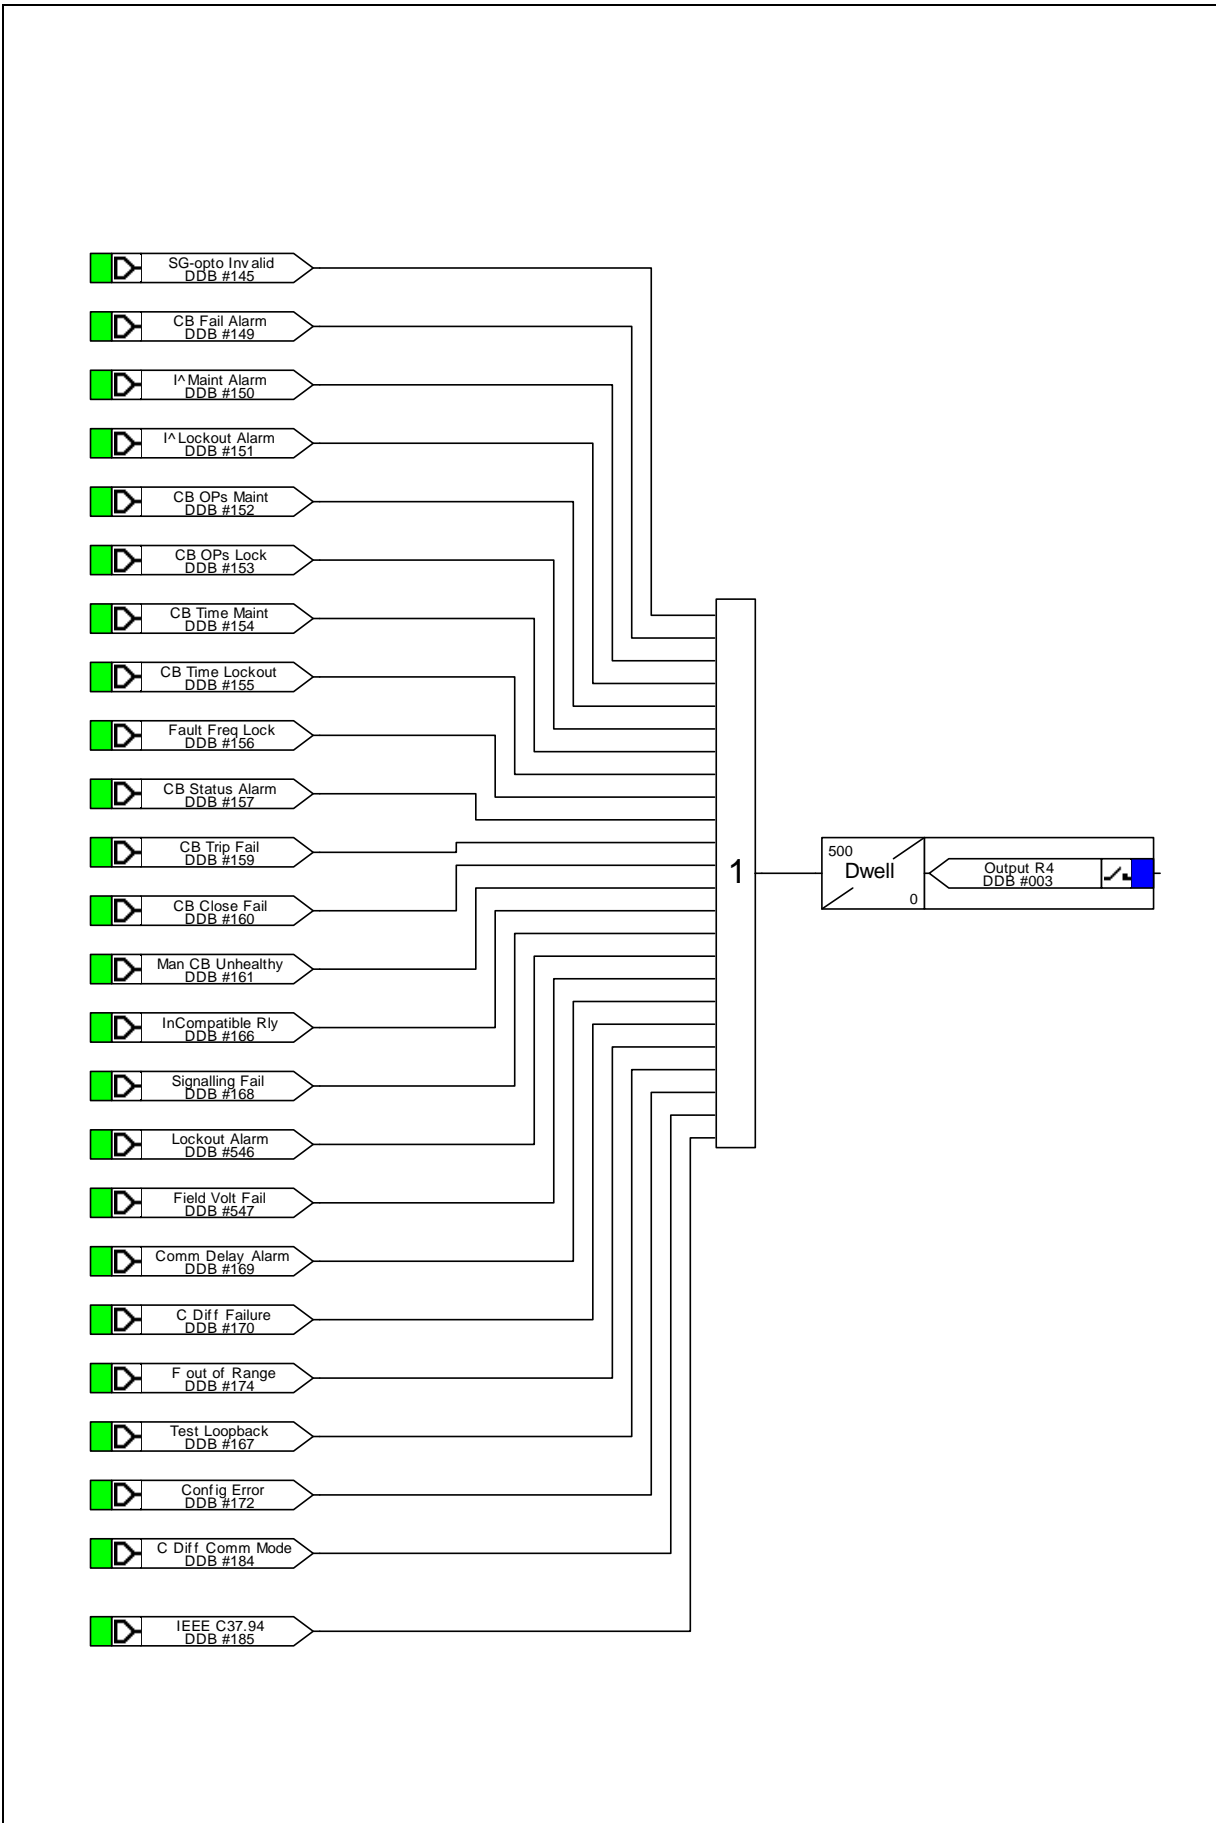 SG-opto Invalid
DDB #145
CB Fail Alarm
DDB #149
I^Maint Alarm
DDB #150
I^Lockout Alarm
DDB #151
CB OPs Maint
DDB #152
CB OPs Lock
DDB #153
CB Time Maint
DDB #154
CB Time Lockout
DDB #155
Fault Freq Lock
DDB #156
CB Status Alarm
DDB #157
CB Trip Fail
DDB #159
CB Close Fail
DDB #160
Man CB Unhealthy
DDB #161
InCompatible Rly
DDB #166
Signalling Fail
DDB #168
Lockout Alarm
DDB #546
Field Volt Fail
DDB #547
Comm Delay Alarm
DDB #169
C Diff Failure
DDB #170
F out of Range
DDB #174
Test Loopback
DDB #167
Config Error
DDB #172
C Diff Comm Mode
DDB #184
IEEE C37.94
DDB #185
1
500
Dwell
0
Output R4
DDB #003